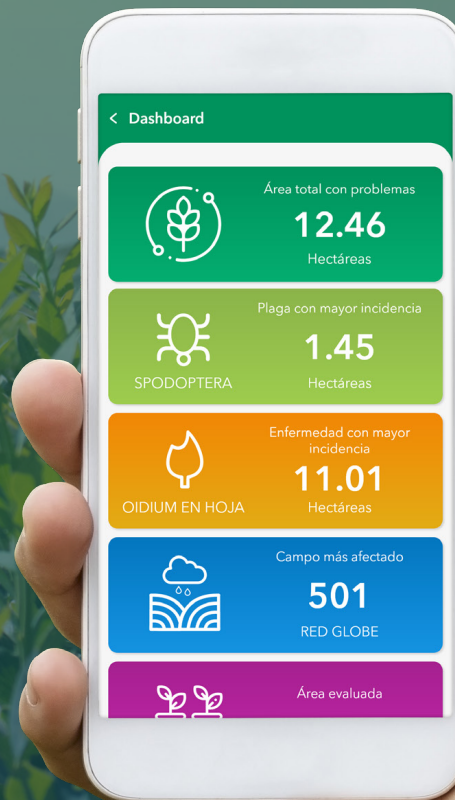 < Dashboard
Área total con problemas
12.46
Hectáreas
Plaga con mayor incidencia
1.45
SPODOPTERA
Hectáreas
Enfermedad con mayor
incidencia
11.01
OIDIUM EN HOJA
Hectáreas
Campo más afectado
501
RED GLOBE
Área evaluada